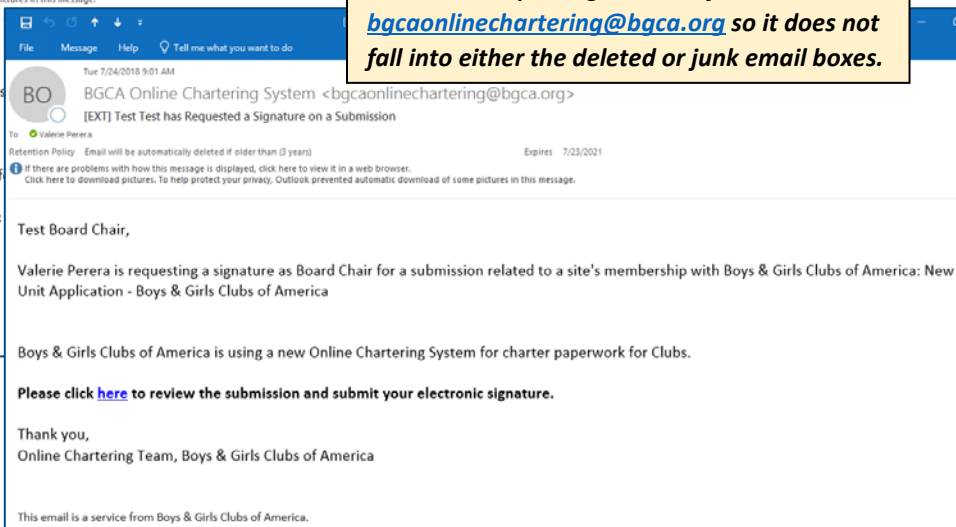 bgcaonlinechartering@bgca.org so it does not
fall into either the deleted or junk email boxes.
File Message Help Tell me what you want to do
Tue 7/24/2018 9:01 AM
BO
BGCA Online Chartering System <bgcaonlinechartering@bgca.org>
[EXT] Test Test has Requested a Signature on a Submission
To Valerie Perera
Retention Policy Email will be automatically deleted if older than (3 years) Expires 7/23/2021
If there are problems with how this message is displayed, click here to view it in a web browser.
Click here to download pictures. To help protect your privacy, Outlook prevented automatic download of some pictures in this message.
Test Board Chair,
Valerie Perera is requesting a signature as Board Chair for a submission related to a site's membership with Boys & Girls Clubs of America: New
Unit Application - Boys & Girls Clubs of America
Boys & Girls Clubs of America is using a new Online Chartering System for charter paperwork for Clubs.
Please click here to review the submission and submit your electronic signature.
Thank you,
Online Chartering Team, Boys & Girls Clubs of America
This email is a service from Boys & Girls Clubs of America.